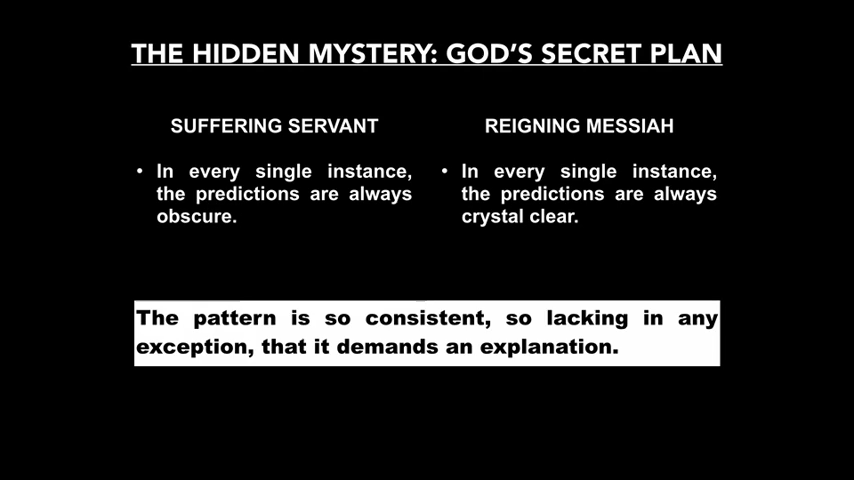 THE HIDDEN MYSTERY: GOD'S SECRET PLAN
SUFFERING SERVANT
• In every single instance,
the predictions are always
obscure.
REIGNING MESSIAH
• In every single instance,
the predictions are always
crystal clear.
The pattern is so consistent, so lacking in any
exception, that it demands an explanation.